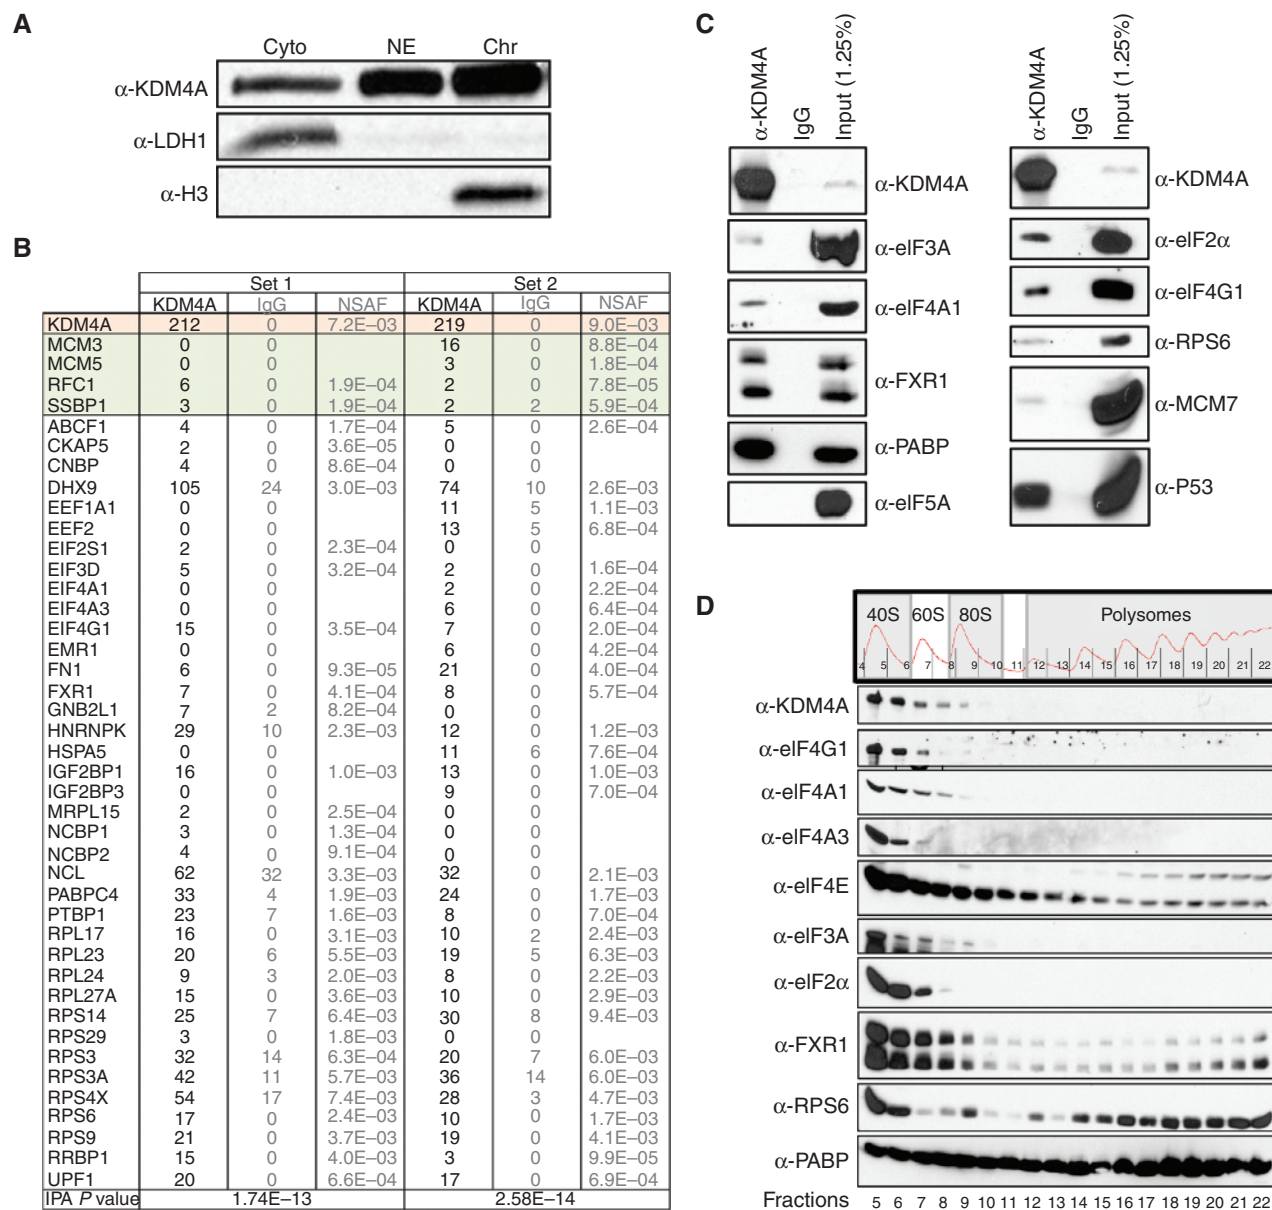 A
Cyto NE Chr
α-KDM4A
α-LDH1
α-H3
B
Set 1 Set 2
KDM4A IgG NSAF KDM4A IgG NSAF
KDM4A 212 0 7.2E–03 219 0 9.0E–03
MCM3 0 0 16 0 8.8E–04
MCM5 0 0 3 0 1.8E–04
RFC1 6 0 1.9E–04 2 0 7.8E–05
SSBP1 3 0 1.9E–04 2 2 5.9E–04
ABCF1 4 0 1.7E–04 5 0 2.6E–04
CKAP5 2 0 3.6E–05 0 0
CNBP 4 0 8.6E–04 0 0
DHX9 105 24 3.0E–03 74 10 2.6E–03
EEF1A1 0 0 11 5 1.1E–03
EEF2 0 0 13 5 6.8E–04
EIF2S1 2 0 2.3E–04 0 0
EIF3D 5 0 3.2E–04 2 0 1.6E–04
EIF4A1 0 0 2 0 2.2E–04
EIF4A3 0 0 6 0 6.4E–04
EIF4G1 15 0 3.5E–04 7 0 2.0E–04
EMR1 0 0 6 0 4.2E–04
FN1 6 0 9.3E–05 21 0 4.0E–04
FXR1 7 0 4.1E–04 8 0 5.7E–04
GNB2L1 7 2 8.2E–04 0 0
HNRNPK 29 10 2.3E–03 12 0 1.2E–03
HSPA5 0 0 11 6 7.6E–04
IGF2BP1 16 0 1.0E–03 13 0 1.0E–03
IGF2BP3 0 0 9 0 7.0E–04
MRPL15 2 0 2.5E–04 0 0
NCBP1 3 0 1.3E–04 0 0
NCBP2 4 0 9.1E–04 0 0
NCL 62 32 3.3E–03 32 0 2.1E–03
PABPC4 33 4 1.9E–03 24 0 1.7E–03
PTBP1 23 7 1.6E–03 8 0 7.0E–04
RPL17 16 0 3.1E–03 10 2 2.4E–03
RPL23 20 6 5.5E–03 19 5 6.3E–03
RPL24 9 3 2.0E–03 8 0 2.2E–03
RPL27A 15 0 3.6E–03 10 0 2.9E–03
RPS14 25 7 6.4E–03 30 8 9.4E–03
RPS29 3 0 1.8E–03 0 0
RPS3 32 14 6.3E–04 20 7 6.0E–03
RPS3A 42 11 5.7E–03 36 14 6.0E–03
RPS4X 54 17 7.4E–03 28 3 4.7E–03
RPS6 17 0 2.4E–03 10 0 1.7E–03
RPS9 21 0 3.7E–03 19 0 4.1E–03
RRBP1 15 0 4.0E–03 3 0 9.9E–05
UPF1 20 0 6.6E–04 17 0 6.9E–04
IPA P value 1.74E–13 2.58E–14
C
α-KDM4A IgG Input (1.25%)
α-KDM4A
α-eIF3A
α-eIF4A1
α-FXR1
α-PABP
α-eIF5A
α-KDM4A IgG Input (1.25%)
α-KDM4A
α-eIF2α
α-eIF4G1
α-RPS6
α-MCM7
α-P53
D
40S 60S 80S Polysomes
4 5 6 7 8 9 10 11 12 13 14 15 16 17 18 19 20 21 22
α-KDM4A
α-eIF4G1
α-eIF4A1
α-eIF4A3
α-eIF4E
α-eIF3A
α-eIF2α
α-FXR1
α-RPS6
α-PABP
Fractions 5 6 7 8 9 10 11 12 13 14 15 16 17 18 19 20 21 22